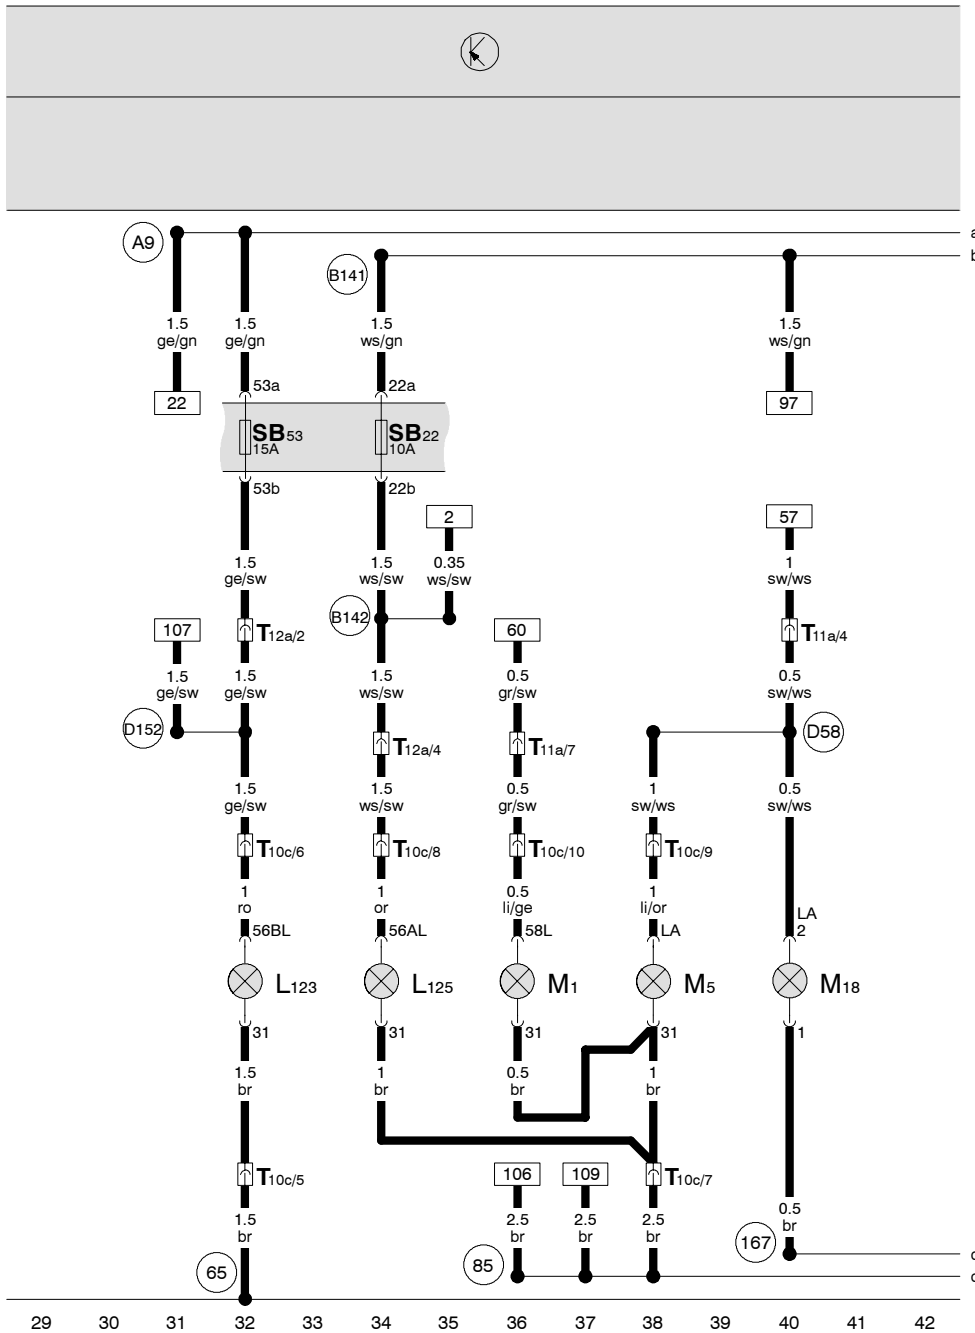 a
A9
b
B141
1.5 1.5 1.5 1.5
ge/gn ge/gn ws/gn ws/gn
53a 22a
22 97
SB53 SB22
15A 10A
53b 22b
2 57
1.5 1.5 0.35 1
ge/sw ws/sw ws/sw sw/ws
B142
107 T12a/2 60 T11a/4
1.5 1.5 1.5 0.5 0.5
ge/sw ge/sw ws/sw gr/sw sw/ws
D152 D58
T12a/4 T11a/7
1.5 1.5 0.5 1 0.5
ge/sw ws/sw gr/sw sw/ws sw/ws
T10c/6 T10c/8 T10c/10 T10c/9
1 1 0.5 1
ro or li/ge li/or
LA
56BL 56AL 58L LA 2
L123 L125 M1 M5 M18
31 31 31 31 1
1.5 1 0.5 1
br br br br
T10c/5 106 109 T10c/7
1.5 2.5 2.5 2.5 0.5
br br br br br
167
65 85
29 30 31 32 33 34 35 36 37 38 39 40 41 42